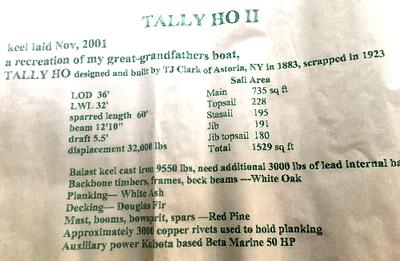 TALLY HO II
keel laid Nov, 2001
a recreation of my great-grandfathers boat,
TALLY HO designed and built by TJ Clark of Astoria, NY in 1883, scrapped in 1923
Sail Area
LOD 36' Main 735 sq ft
LWL 32' Topsail 228
sparred length 60' Stasail 195
beam 12'10" Jib 191
draft 5.5' Jib topsail 180
displacement 32,000 lbs Total 1529 sq ft
Balast keel cast iron 9550 lbs, need additional 3000 lbs of lead internal ba
Backbone timbers, frames, beck beams ---White Oak
Planking--- White Ash
Decking--- Douglas Fir
Mast, booms, bowsprit, spars ---Red Pine
Approximately 3000 copper rivets used to hold planking
Auxiliary power Kubota based Beta Marine 50 HP